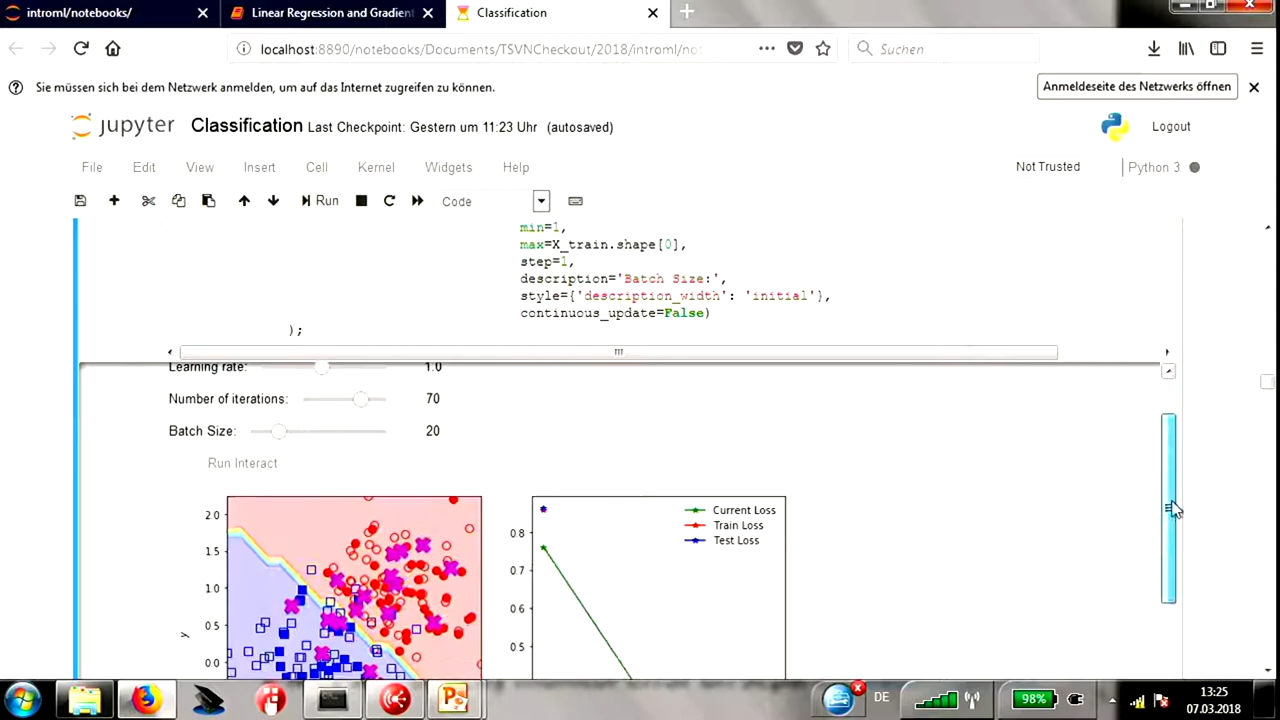 introml/notebooks/
Linear Regression and Gradient
Classification
localhost:8890/notebooks/Documents/TSVNCheckout/2018/introml/no
Suchen
Sie müssen sich bei dem Netzwerk anmelden, um auf das Internet zugreifen zu können.
Anmeldeseite des Netzwerks öffnen
jupyter Classification Last Checkpoint: Gestern um 11:23 Uhr (autosaved)
Logout
File Edit View Insert Cell Kernel Widgets Help
Not Trusted
Python 3
Run
Code
min=1,
max=X_train.shape[0],
step=1,
description='Batch Size:',
style={'description_width': 'initial'},
continuous_update=False)
);
Learning rate: 1.0
Number of iterations: 70
Batch Size: 20
Run Interact
2.0
1.5
1.0
0.5
0.0
y
0.8
0.7
0.6
0.5
Current Loss
Train Loss
Test Loss
DE
98%
13:25
07.03.2018